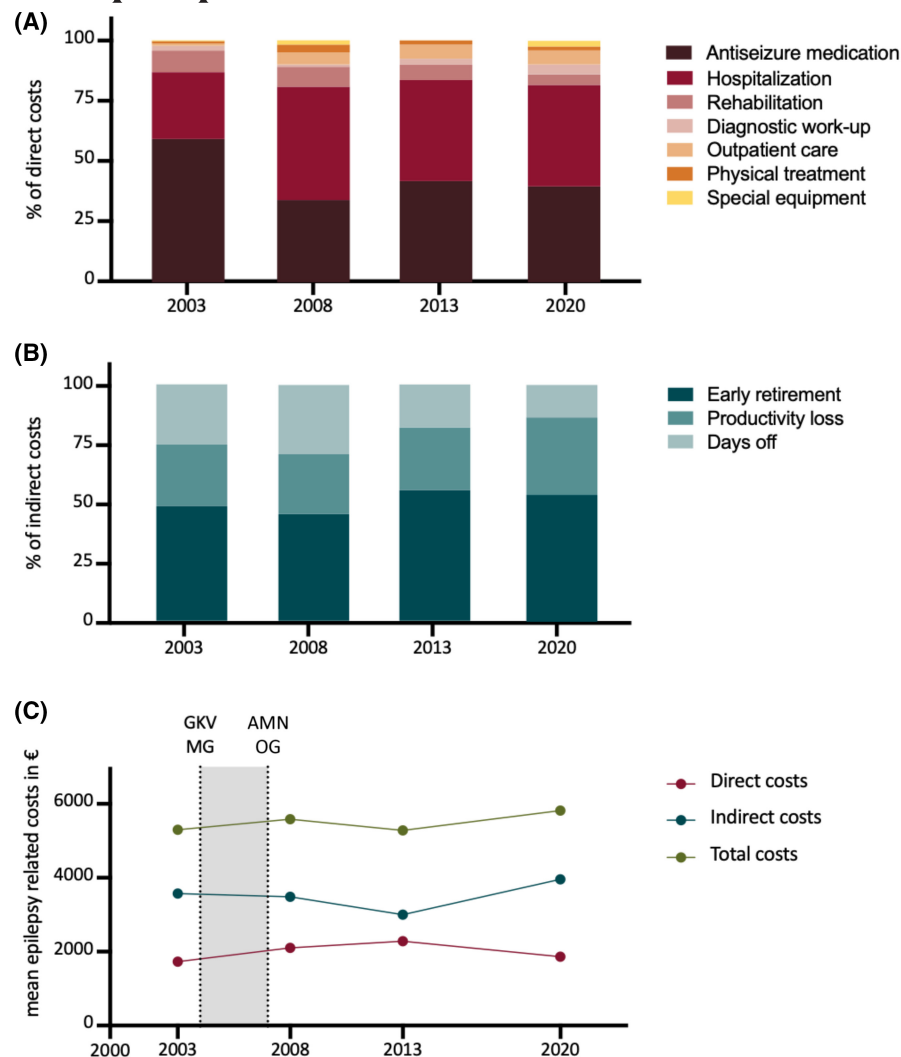 (A)
% of direct costs
100
75
50
25
0
2003 2008 2013 2020
Antiseizure medication
Hospitalization
Rehabilitation
Diagnostic work-up
Outpatient care
Physical treatment
Special equipment
(B)
% of indirect costs
100
75
50
25
0
2003 2008 2013 2020
Early retirement
Productivity loss
Days off
(C)
GKV AMN
MG OG
mean epilepsy related costs in €
6000
4000
2000
0
2000 2003 2008 2013 2020
Direct costs
Indirect costs
Total costs